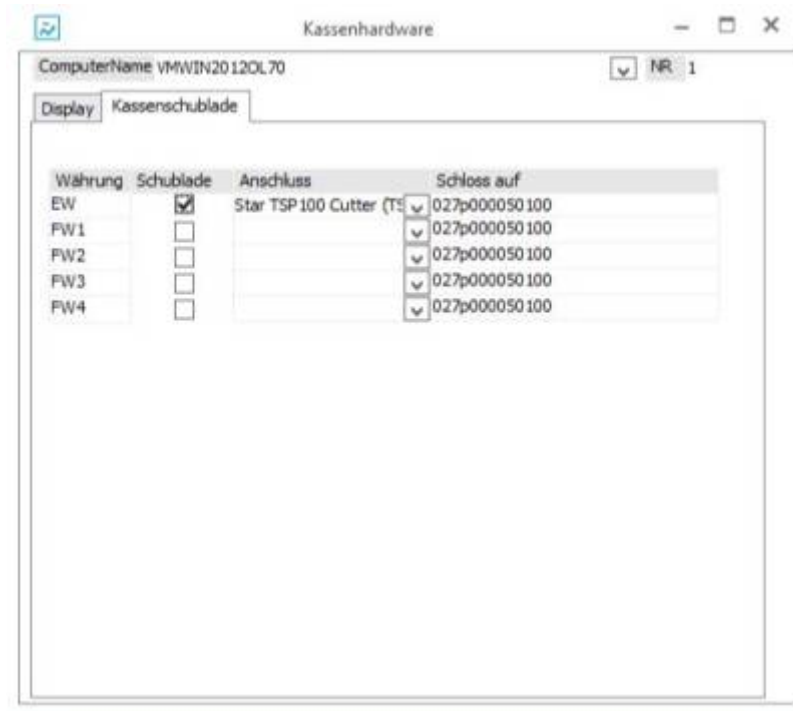 Kassenhardware
ComputerName VMWIN2012OL70 NR 1
Display Kassenschublade
Währung Schublade Anschluss Schloss auf
EW Star TSP100 Cutter (TS 027p000050100
FW1 027p000050100
FW2 027p000050100
FW3 027p000050100
FW4 027p000050100